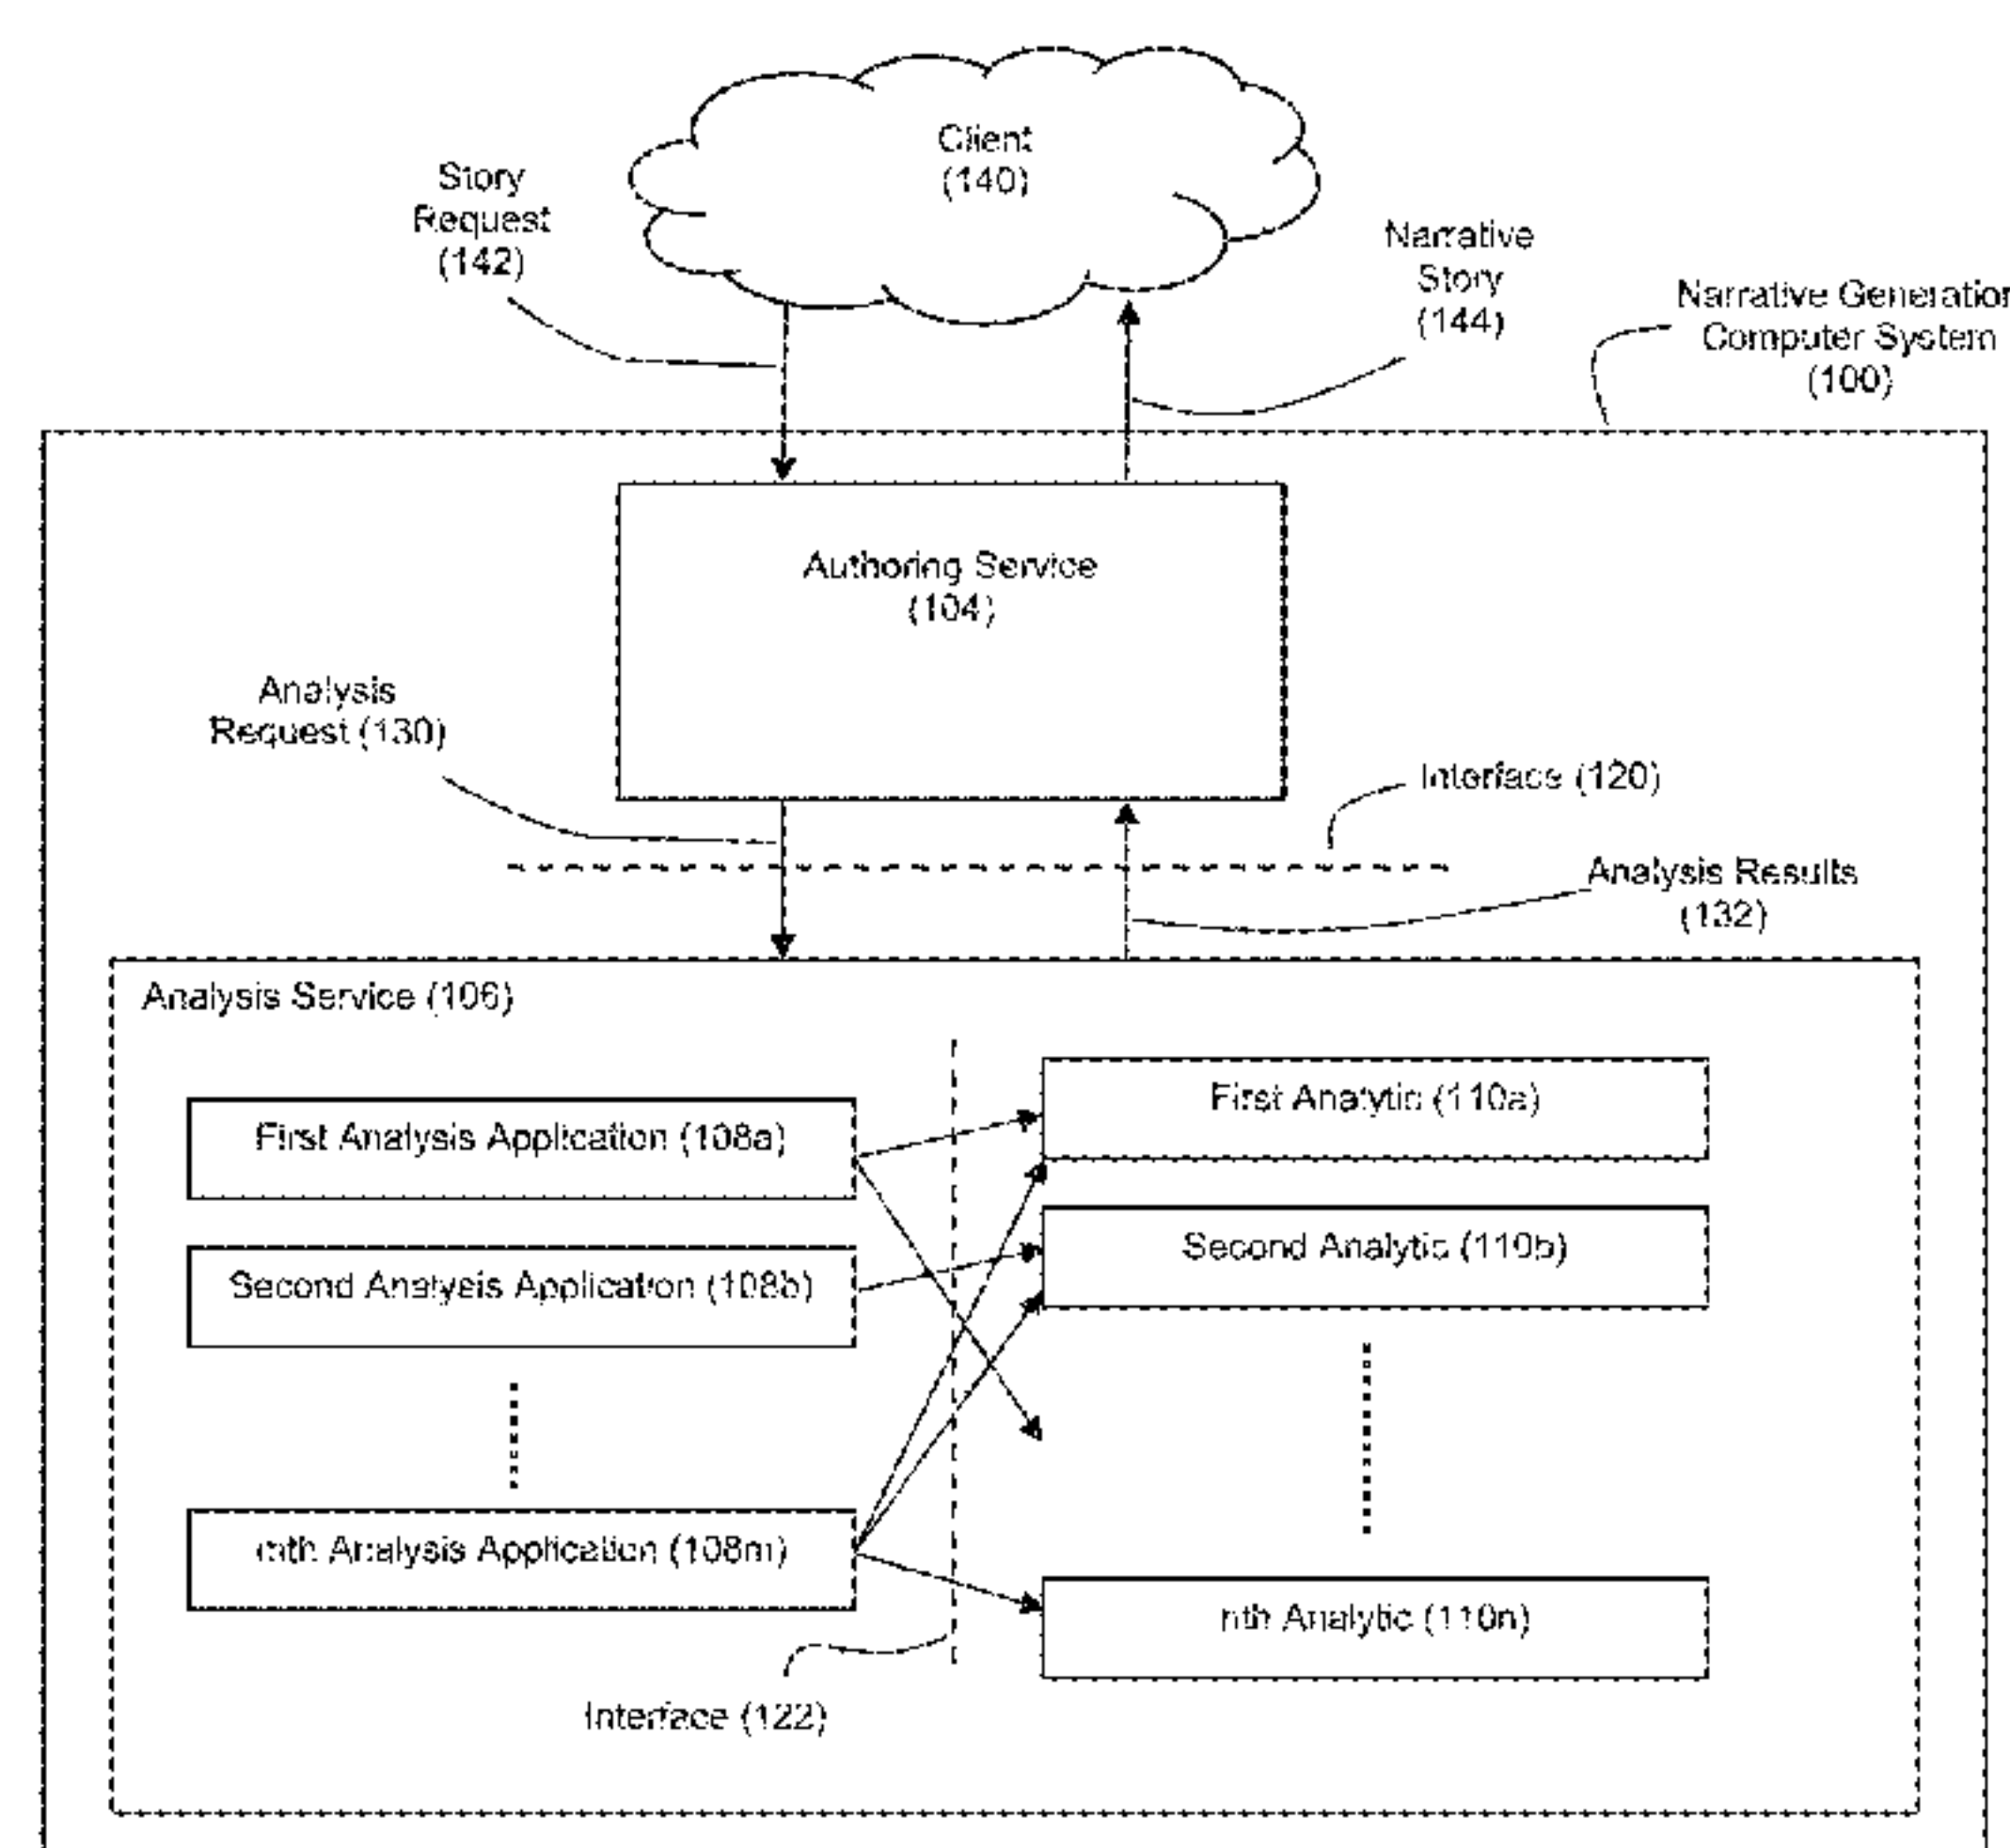 Client
(140)
Story
Request
(142)
Narrative
Story
(144)
Narrative Generation
Computer System
(100)
Authoring Service
(104)
Analysis
Request (130)
Interface (120)
Analysis Results
(132)
Analysis Service (106)
First Analysis Application (108a)
First Analytic (110a)
Second Analysis Application (108b)
Second Analytic (110b)
mth Analysis Application (108m)
nth Analytic (110n)
Interface (122)